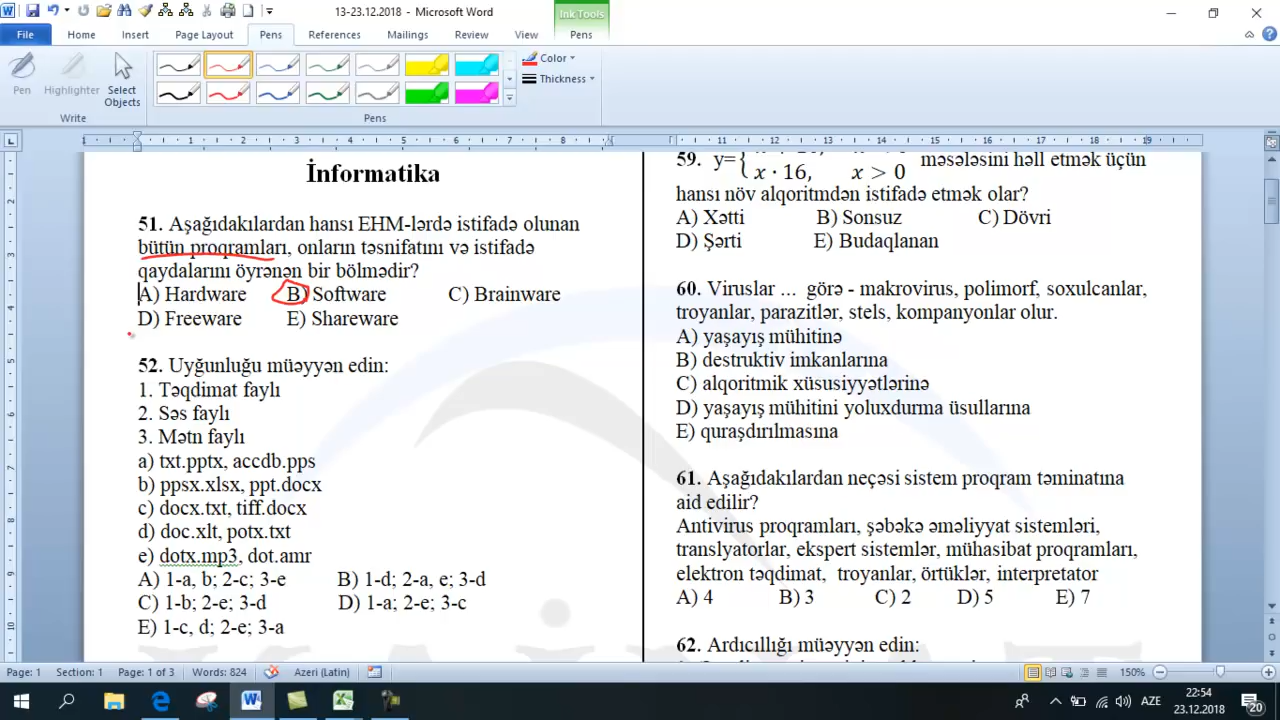 13-23.12.2018 - Microsoft Word
Ink Tools
File Home Insert Page Layout Pens References Mailings Review View Pens
Pen Highlighter Select Objects
Color
Thickness
Write
Pens
İnformatika
51. Aşağıdakılardan hansı EHM-lərdə istifadə olunan
bütün proqramları, onların təsnifatını və istifadə
qaydalarını öyrənən bir bölmədir?
A) Hardware B) Software C) Brainware
D) Freeware E) Shareware
52. Uyğunluğu müəyyən edin:
1. Təqdimat faylı
2. Səs faylı
3. Mətn faylı
a) txt.pptx, accdb.pps
b) ppsx.xlsx, ppt.docx
c) docx.txt, tiff.docx
d) doc.xlt, potx.txt
e) dotx.mp3, dot.amr
A) 1-a, b; 2-c; 3-e B) 1-d; 2-a, e; 3-d
C) 1-b; 2-e; 3-d D) 1-a; 2-e; 3-c
E) 1-c, d; 2-e; 3-a
59. y={ x · 16, x > 0 məsələsini həll etmək üçün
hansı növ alqoritmdən istifadə etmək olar?
A) Xətti B) Sonsuz C) Dövri
D) Şərti E) Budaqlanan
60. Viruslar ... görə - makrovirus, polimorf, soxulcanlar,
troyanlar, parazitlər, stels, kompanyonlar olur.
A) yaşayış mühitinə
B) destruktiv imkanlarına
C) alqoritmik xüsusiyyətlərinə
D) yaşayış mühitini yoluxdurma üsullarına
E) quraşdırılmasına
61. Aşağıdakılardan neçəsi sistem proqram təminatına
aid edilir?
Antivirus proqramları, şəbəkə əməliyyat sistemləri,
translyatorlar, ekspert sistemlər, mühasibat proqramları,
elektron təqdimat, troyanlar, örtüklər, interpretator
A) 4 B) 3 C) 2 D) 5 E) 7
62. Ardıcıllığı müəyyən edin:
Page: 1 Section: 1 Page: 1 of 3 Words: 824 Azeri (Latin) 150%
AZE
22:54
23.12.2018
20